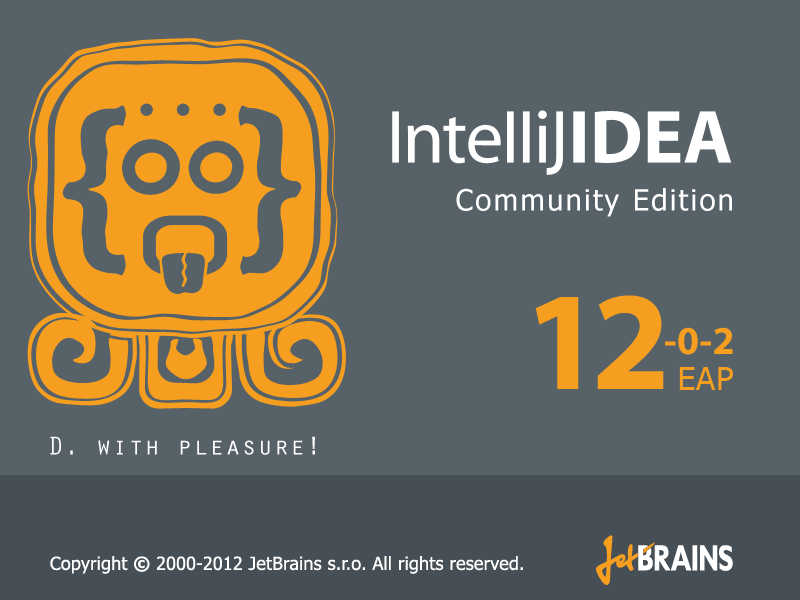 IntelliJIDEA
Community Edition
12-0-2
EAP
D. WITH PLEASURE!
Copyright © 2000-2012 JetBrains s.r.o. All rights reserved.
JetBRAINS